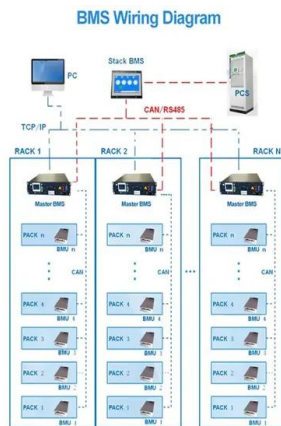 BMS Wiring Diagram
PC
Stack BMS
PCS
CAN/RS485
TCP/IP
RACK 1
RACK 2
RACK N
Master BMS
Master BMS
Master BMS
PACK n
BMU n
PACK n
BMU n
PACK n
BMU n
CAN
CAN
CAN
PACK 4
BMU 4
PACK 4
BMU 4
PACK 4
BMU 4
PACK 3
BMU 3
PACK 3
BMU 3
PACK 3
BMU 3
PACK 2
BMU 2
PACK 2
BMU 2
PACK 2
BMU 2
PACK 1
BMU 1
PACK 1
BMU 1
PACK 1
BMU 1